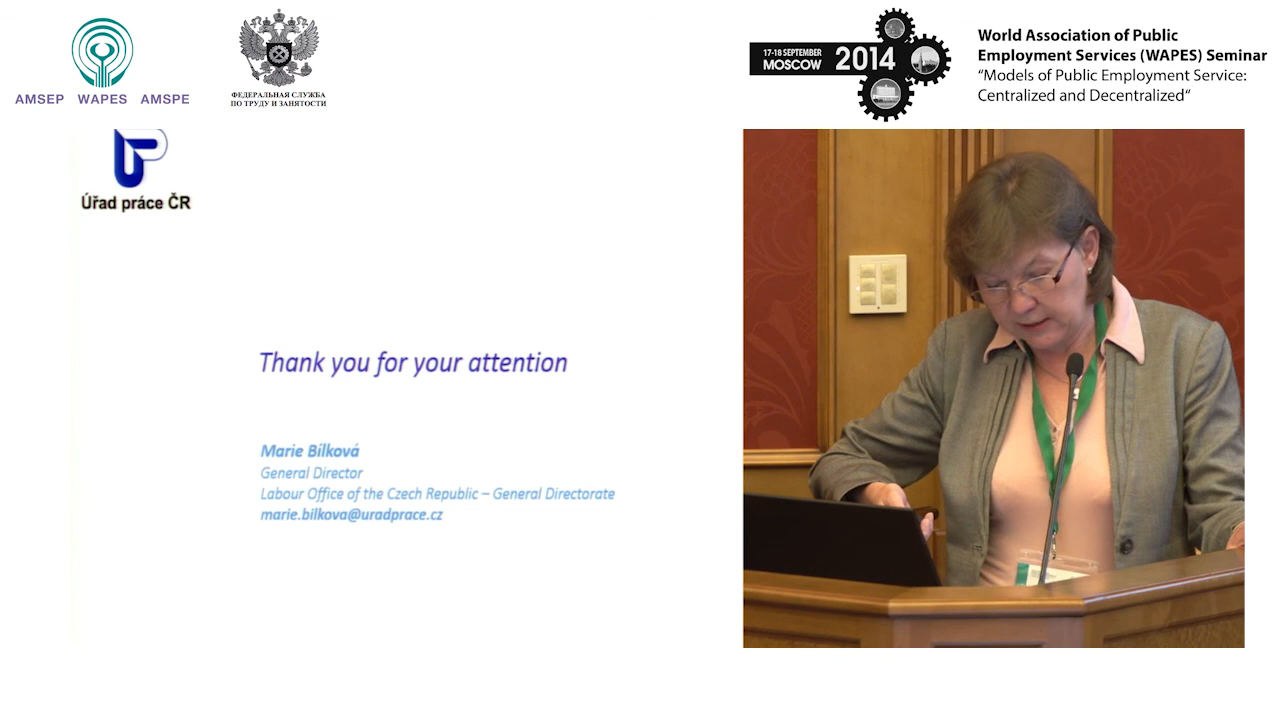 AMSEP WAPES AMSPE
ФЕДЕРАЛЬНАЯ СЛУЖБА
ПО ТРУДУ И ЗАНЯТОСТИ
17-18 SEPTEMBER
MOSCOW
2014
World Association of Public
Employment Services (WAPES) Seminar
“Models of Public Employment Service:
Centralized and Decentralized“
Úřad práce ČR
Thank you for your attention
Marie Bílková
General Director
Labour Office of the Czech Republic – General Directorate
marie.bilkova@uradprace.cz